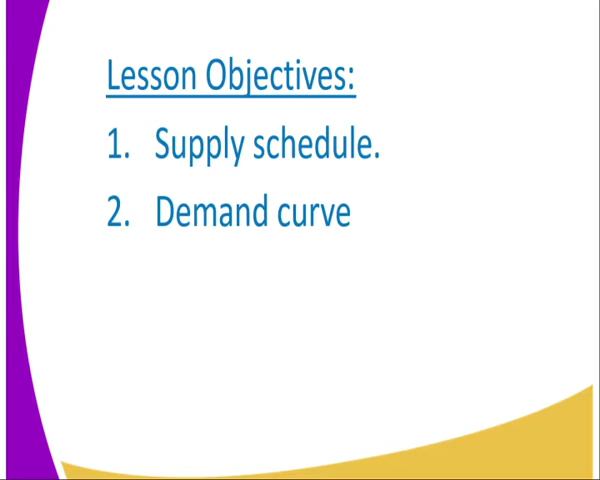 Lesson Objectives:
1. Supply schedule.
2. Demand curve